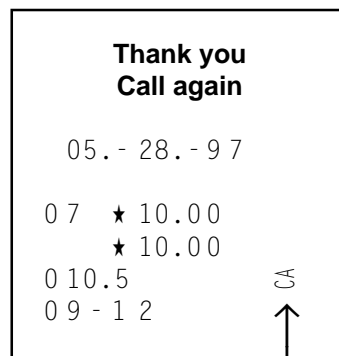 Thank you
Call again
05.-28.-97
07 ★ 10.00
★ 10.00
010.5 CA
09-12